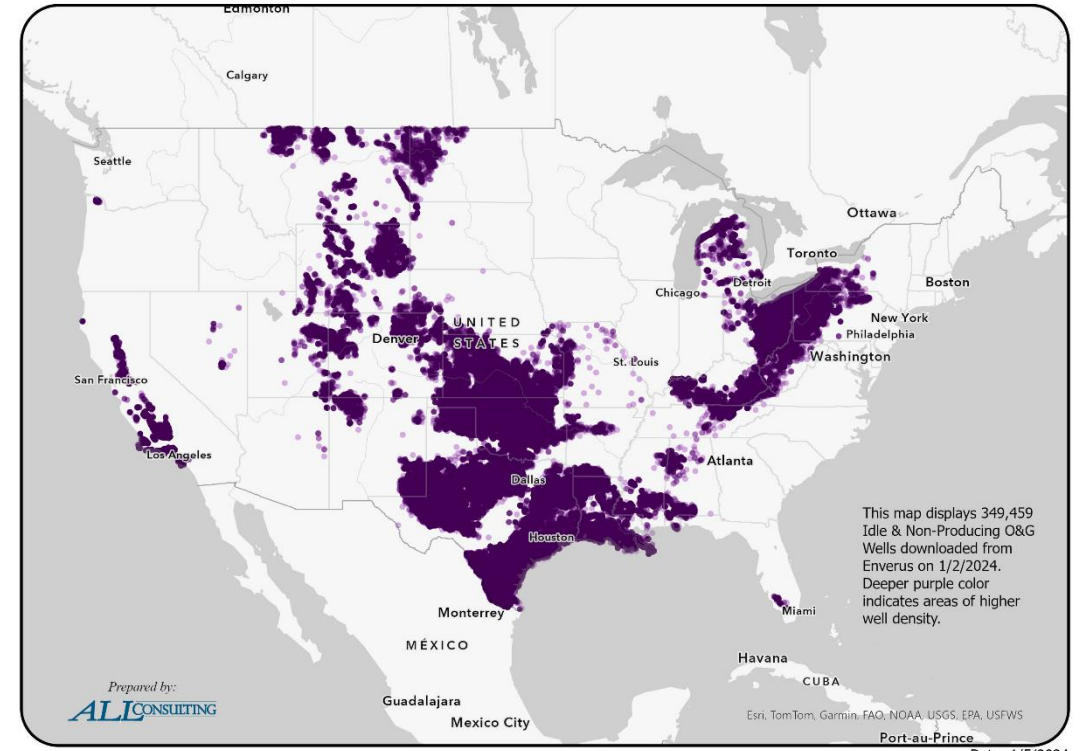 Edmonton
Calgary
Seattle
Ottawa
Toronto
Boston
Detroit
Chicago
New York
UNITED
STATES
Denver
Philadelphia
Washington
St. Louis
San Francisco
Los Angeles
Atlanta
Dallas
Houston
This map displays 349,459
Idle & Non-Producing O&G
Wells downloaded from
Enverus on 1/2/2024.
Deeper purple color
indicates areas of higher
well density.
Miami
Monterrey
MÉXICO
Havana
CUBA
Prepared by:
ALL CONSULTING
Guadalajara
Mexico City
Esri, TomTom, Garmin, FAO, NOAA, USGS, EPA, USFWS
Port-au-Prince